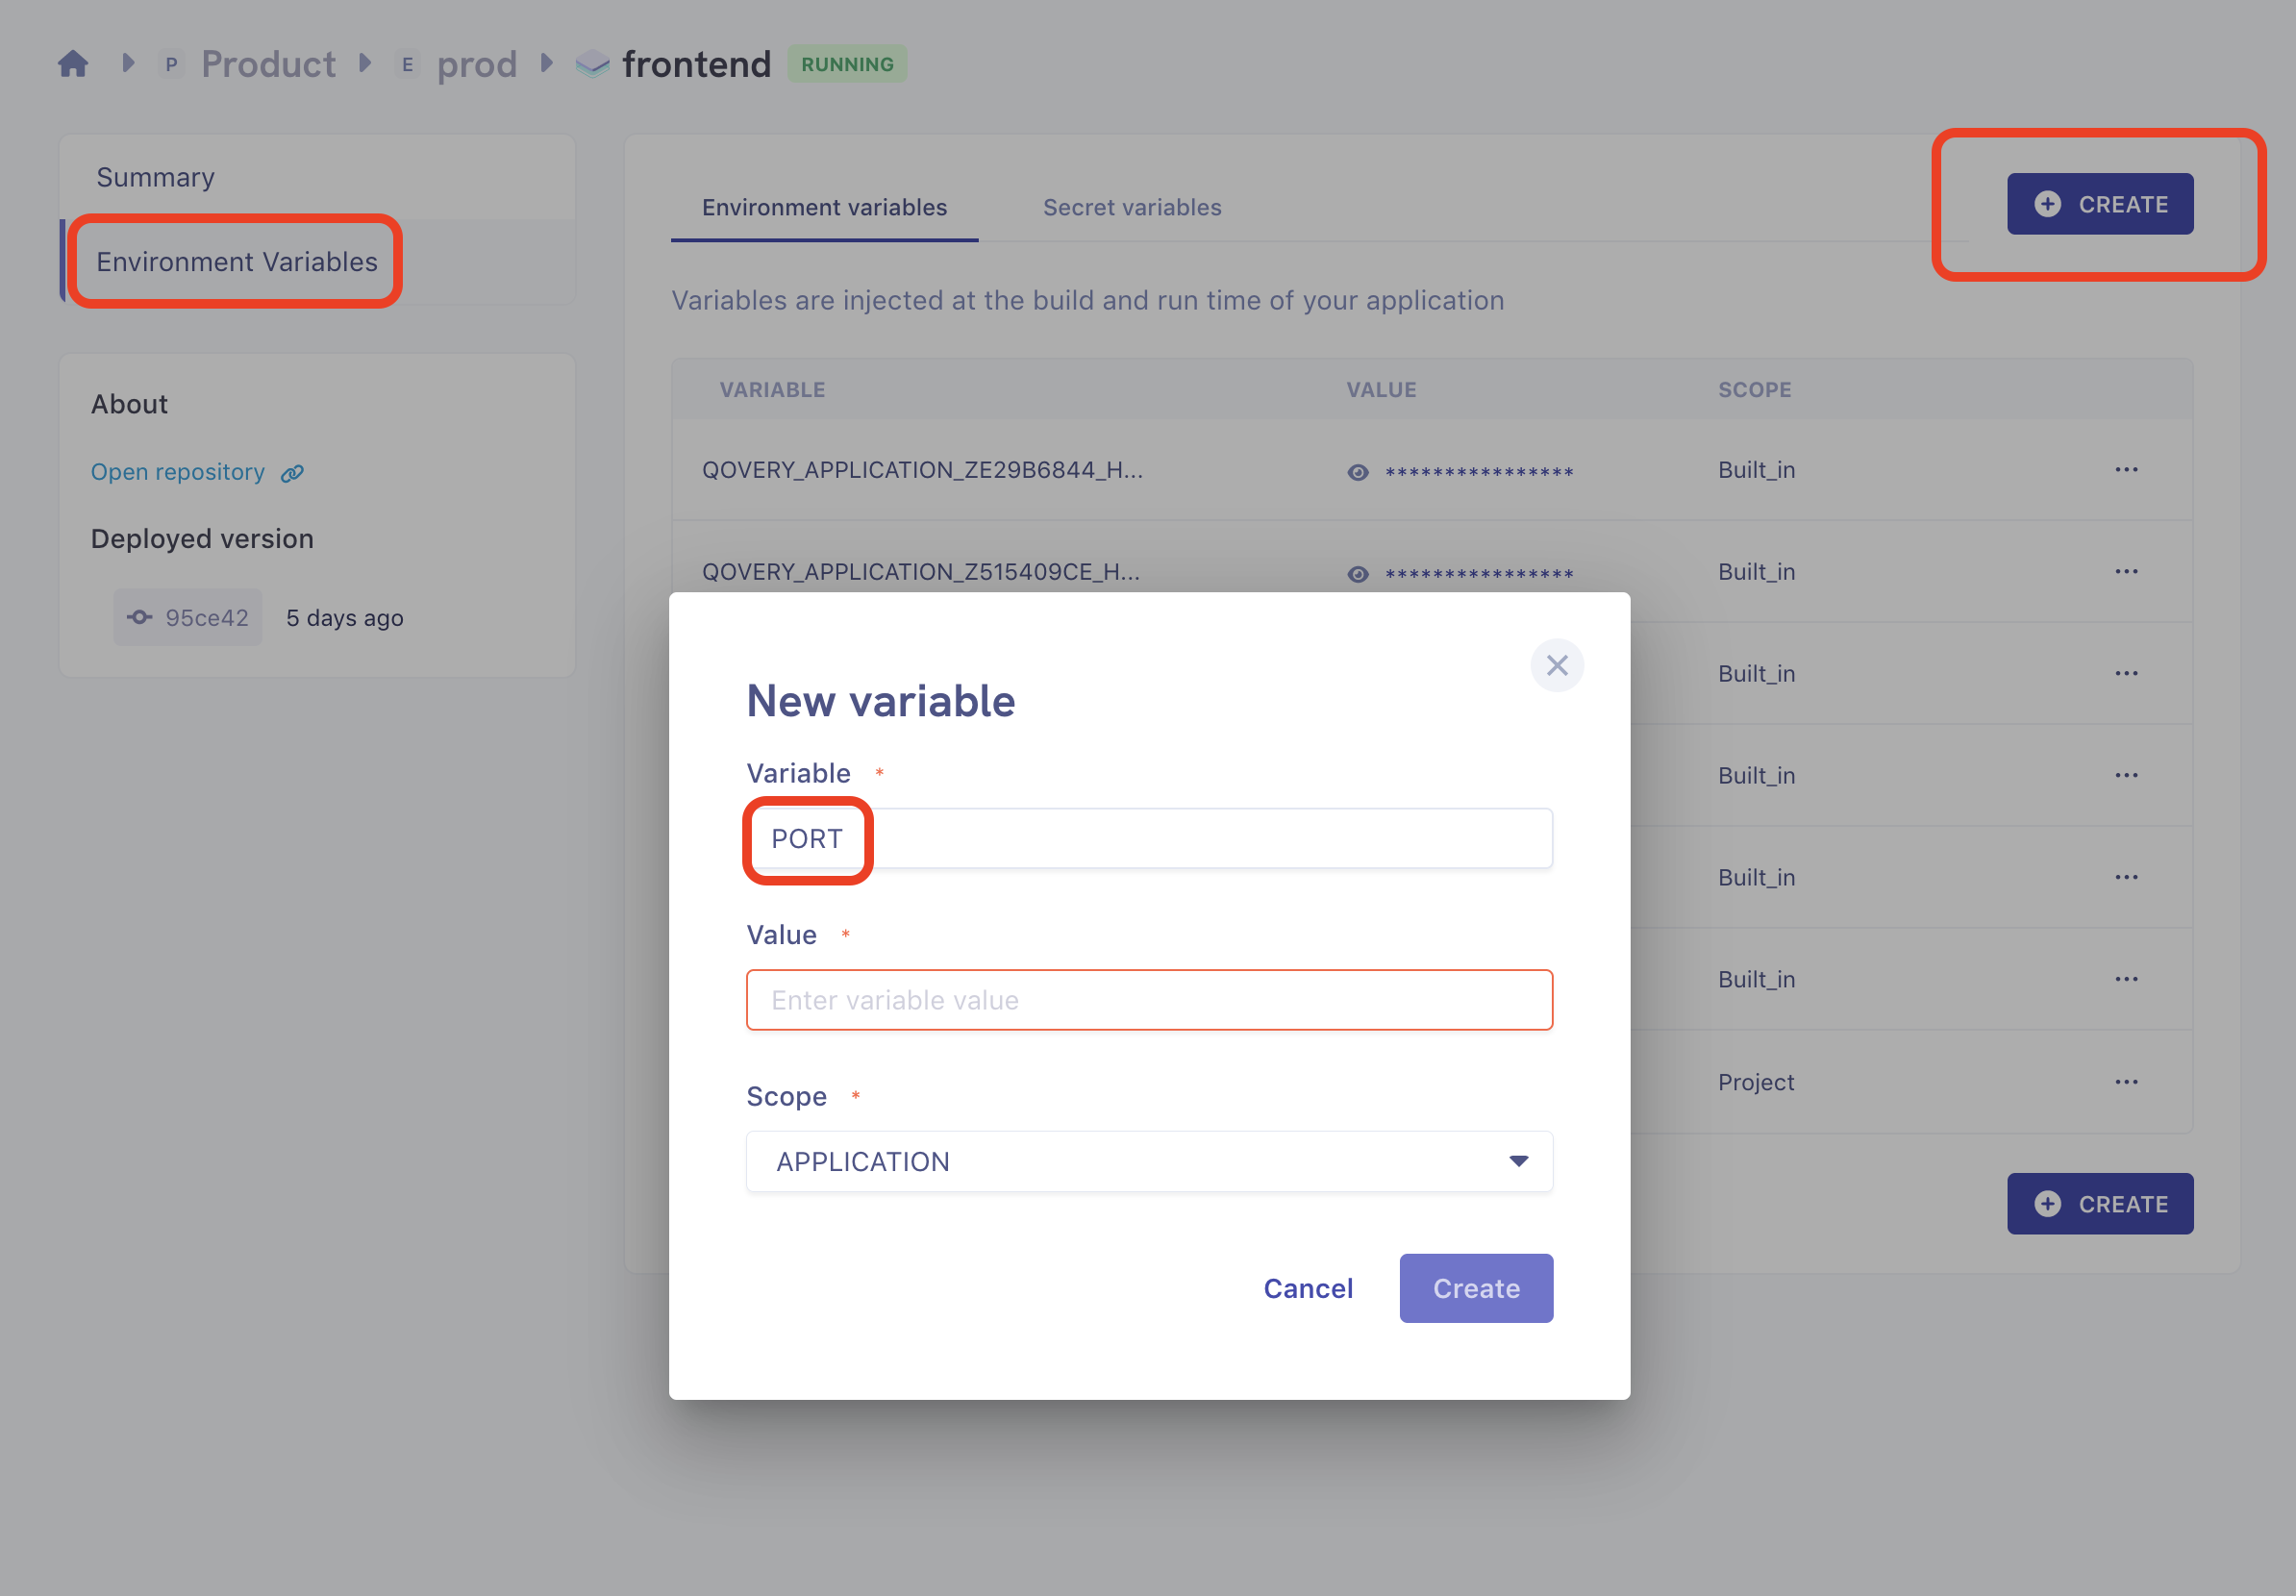 P Product E prod frontend RUNNING
Summary
Environment Variables
About
Open repository
Deployed version
95ce42 5 days ago
Environment variables Secret variables
CREATE
Variables are injected at the build and run time of your application
VARIABLE VALUE SCOPE
QOVERY_APPLICATION_ZE29B6844_H... **************** Built_in ...
QOVERY_APPLICATION_Z515409CE_H... **************** Built_in ...
Built_in ...
Built_in ...
Built_in ...
Built_in ...
Project ...
CREATE
New variable
Variable *
PORT
Value *
Enter variable value
Scope *
APPLICATION
Cancel Create